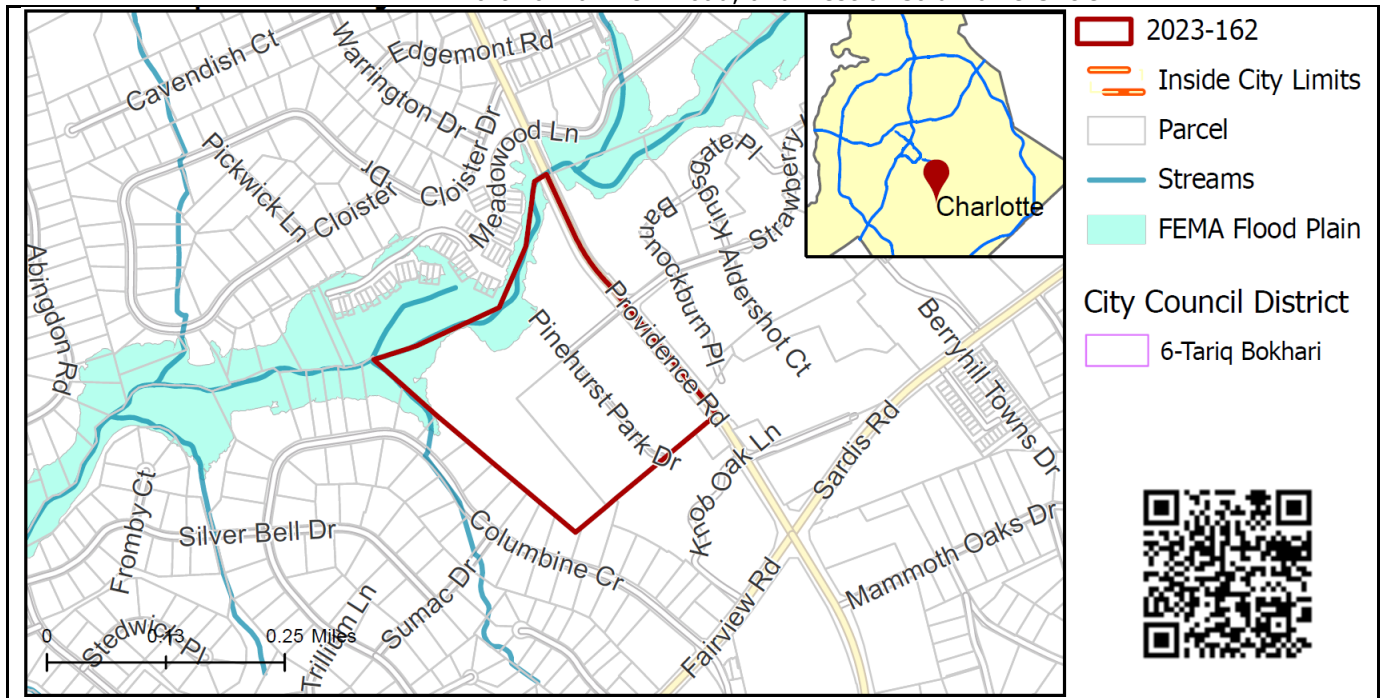 Cavendish Ct
Warrington Dr
Edgemont Rd
Pickwick Ln
Cloister Dr
Cloister Dr
Meadowood Ln
Abingdon Rd
Kingsgate Pl
Strawberry
Bannockburn Pl
Aldershot Ct
Providence Rd
Pinehurst Park Dr
Berryhill Towns Dr
Sardis Rd
Knob Oak Ln
Mammoth Oaks Dr
Fairview Rd
Columbine Cr
Sumac Dr
Trillium Ln
Silver Bell Dr
Fromby Ct
Stedwick Pl
0 0.13 0.25 Miles
Charlotte
2023-162
Inside City Limits
Parcel
Streams
FEMA Flood Plain
City Council District
6-Tariq Bokhari